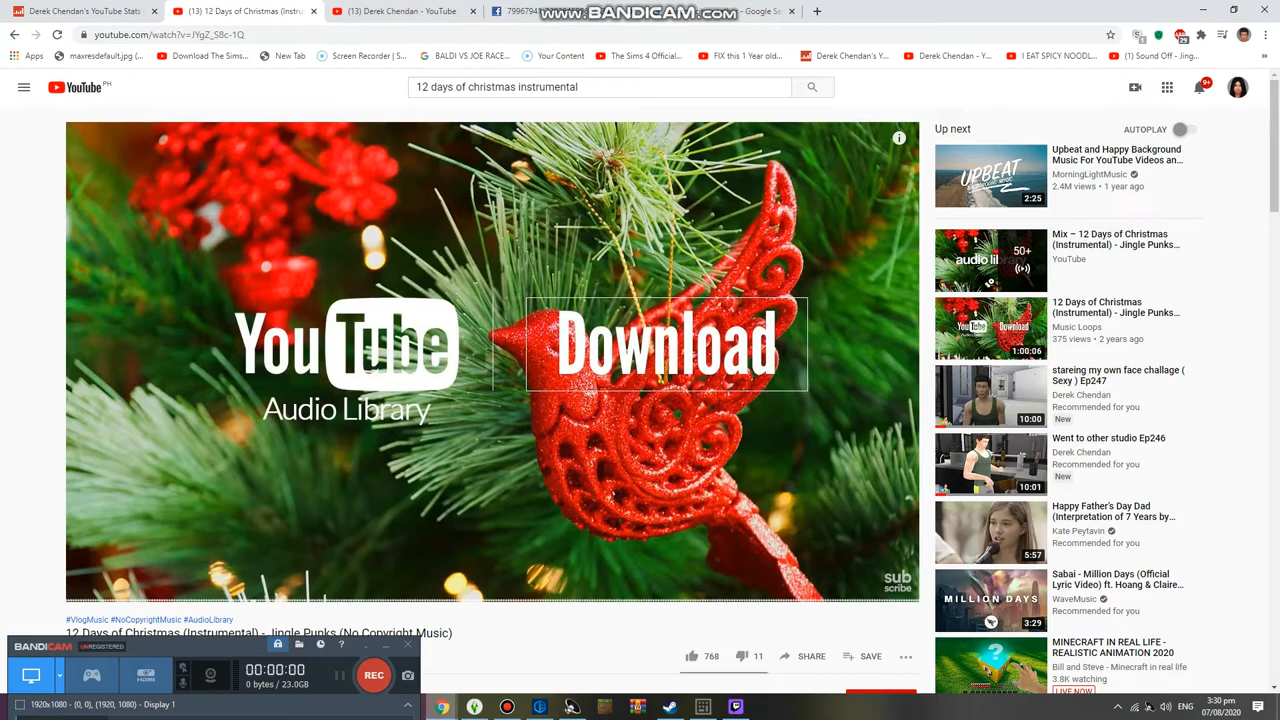 Derek Chendan's YouTube Stats
(13) 12 Days of Christmas (Instru
(13) Derek Chendan - YouTube
Google Se
www.BANDICAM.com
youtube.com/watch?v=JYgZ_S8c-1Q
Apps
maxresdefault.jpg (...
Download The Sims...
New Tab
Screen Recorder | S...
BALDI VS JORDGE:...
Your Content
The Sims 4 Official...
FIX this 1 Year old...
Derek Chendan's Y...
Derek Chendan - Y...
I EAT SPICY NOODL...
(1) Sound Off - Jing...
YouTube PH
12 days of christmas instrumental
9+
YouTube
Audio Library
Download
sub
scribe
#VlogMusic #NoCopyrightMusic #AudioLibrary
12 Days of Christmas (Instrumental) - Jingle Punks (No Copyright Music)
768
11
SHARE
SAVE
Up next
AUTOPLAY
UPBEAT
2:25
Upbeat and Happy Background
Music For YouTube Videos an...
MorningLightMusic
2.4M views • 1 year ago
audio lib
50+
Mix – 12 Days of Christmas
(Instrumental) - Jingle Punks...
YouTube
YouTube
Download
1:00:06
12 Days of Christmas
(Instrumental) - Jingle Punks...
Music Loops
375 views • 2 years ago
10:00
stareing my own face challage (
Sexy ) Ep247
Derek Chendan
Recommended for you
New
10:01
Went to other studio Ep246
Derek Chendan
Recommended for you
New
5:57
Happy Father's Day Dad
(Interpretation of 7 Years by...
Kate Peytavin
Recommended for you
MILLION DAYS
3:29
Sabai - Million Days (Official
Lyric Video) ft. Hoang & Claire...
WaveMusic
Recommended for you
MINECRAFT IN REAL LIFE -
REALISTIC ANIMATION 2020
Bill and Steve - Minecraft in real life
3.8K watching
LIVE NOW
BANDICAM
UNREGISTERED
00:00:00
0 bytes / 23.0GB
REC
1920x1080 - (0, 0), (1920, 1080) - Display 1
ENG
3:30 pm
07/08/2020